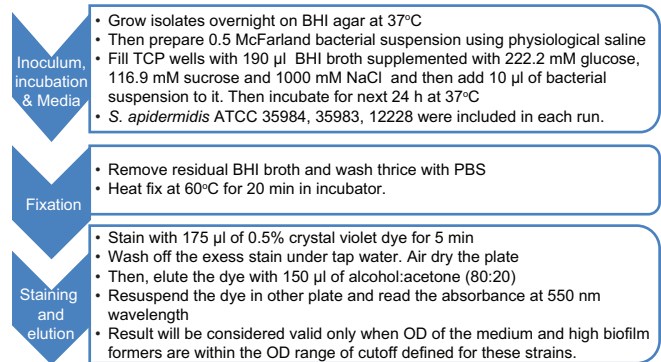 Inoculum,
incubation
& Media
• Grow isolates overnight on BHI agar at 37°C
• Then prepare 0.5 McFarland bacterial suspension using physiological saline
• Fill TCP wells with 190 µl BHI broth supplemented with 222.2 mM glucose,
116.9 mM sucrose and 1000 mM NaCl and then add 10 µl of bacterial
suspension to it. Then incubate for next 24 h at 37°C
• S. apidermidis ATCC 35984, 35983, 12228 were included in each run.
Fixation
• Remove residual BHI broth and wash thrice with PBS
• Heat fix at 60°C for 20 min in incubator.
Staining
and
elution
• Stain with 175 µl of 0.5% crystal violet dye for 5 min
• Wash off the exess stain under tap water. Air dry the plate
• Then, elute the dye with 150 µl of alcohol:acetone (80:20)
• Resuspend the dye in other plate and read the absorbance at 550 nm
wavelength
• Result will be considered valid only when OD of the medium and high biofilm
formers are within the OD range of cutoff defined for these strains.